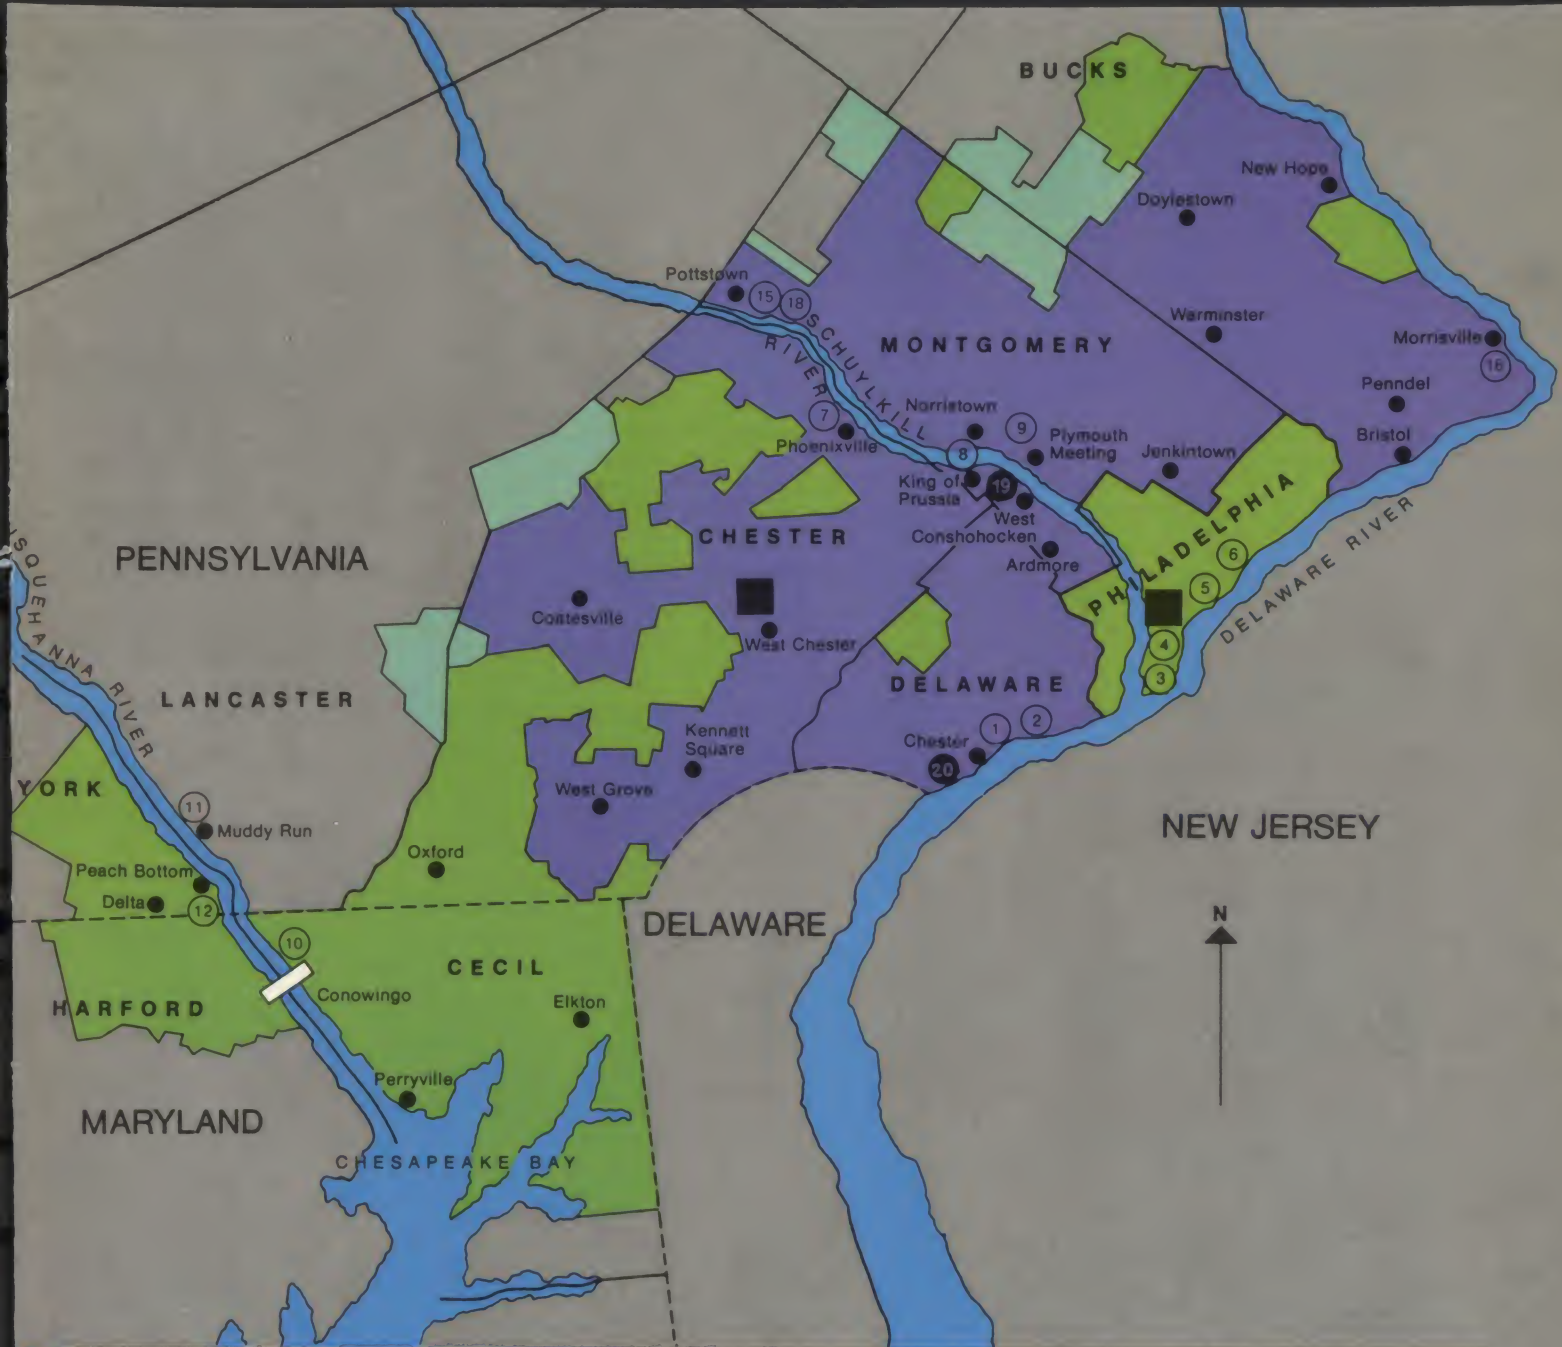 BUCKS
New Hope
Doylestown
Pottstown
15
18
SCHUYLKILL
RIVER
MONTGOMERY
Warminster
Morrisville
16
Penndel
Bristol
7
Phoenixville
Norristown
9
8
Plymouth
Meeting
Jenkintown
King of
Prussia
19
West
Conshohocken
Ardmore
CHESTER
PHILADELPHIA
6
5
4
3
DELAWARE RIVER
PENNSYLVANIA
Coatesville
West Chester
SQUEHANNA RIVER
LANCASTER
DELAWARE
Kennett
Square
Chester
1
2
20
West Grove
YORK
11
Muddy Run
NEW JERSEY
Oxford
Peach Bottom
Delta
12
DELAWARE
N
10
CECIL
Conowingo
HARFORD
Elkton
Perryville
MARYLAND
CHESAPEAKE BAY